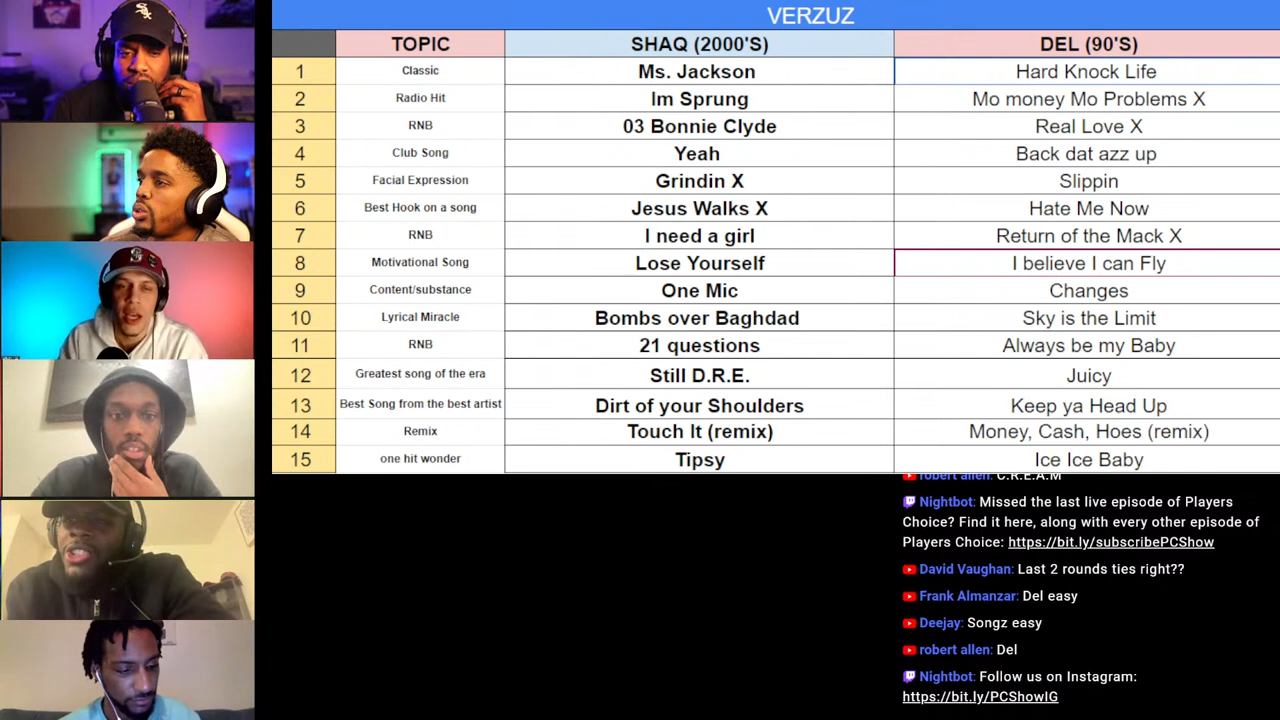 VERZUZ
TOPIC SHAQ (2000'S) DEL (90'S)
1 Classic Ms. Jackson Hard Knock Life
2 Radio Hit Im Sprung Mo money Mo Problems X
3 RNB 03 Bonnie Clyde Real Love X
4 Club Song Yeah Back dat azz up
5 Facial Expression Grindin X Slippin
6 Best Hook on a song Jesus Walks X Hate Me Now
7 RNB I need a girl Return of the Mack X
8 Motivational Song Lose Yourself I believe I can Fly
9 Content/substance One Mic Changes
10 Lyrical Miracle Bombs over Baghdad Sky is the Limit
11 RNB 21 questions Always be my Baby
12 Greatest song of the era Still D.R.E. Juicy
13 Best Song from the best artist Dirt of your Shoulders Keep ya Head Up
14 Remix Touch It (remix) Money, Cash, Hoes (remix)
15 one hit wonder Tipsy Ice Ice Baby
robert allen: C.R.E.A.M
Nightbot: Missed the last live episode of Players
Choice? Find it here, along with every other episode of
Players Choice: https://bit.ly/subscribePCShow
David Vaughan: Last 2 rounds ties right??
Frank Almanzar: Del easy
Deejay: Songz easy
robert allen: Del
Nightbot: Follow us on Instagram:
https://bit.ly/PCShowIG